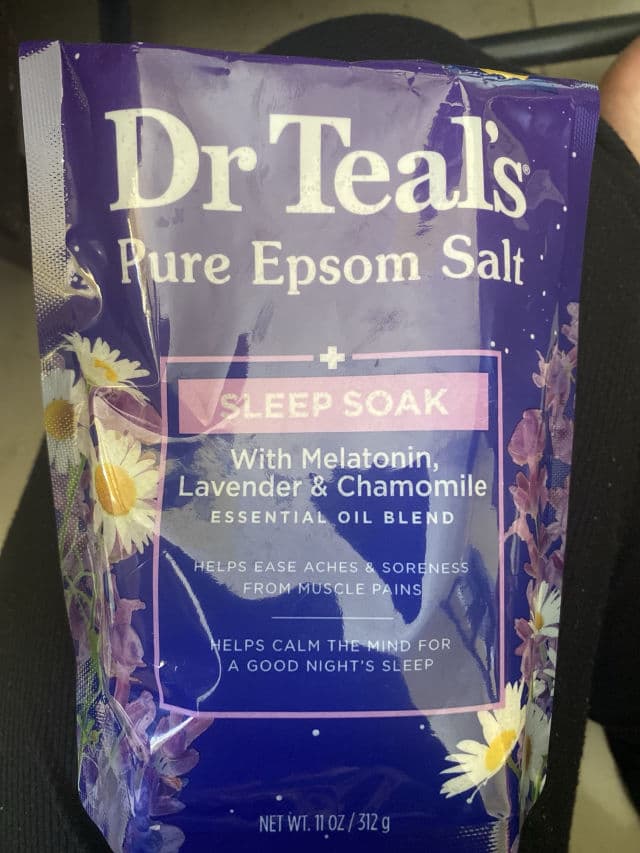 Dr Teal's®
Pure Epsom Salt
SLEEP SOAK
With Melatonin,
Lavender & Chamomile
ESSENTIAL OIL BLEND
HELPS EASE ACHES & SORENESS
FROM MUSCLE PAINS
HELPS CALM THE MIND FOR
A GOOD NIGHT'S SLEEP
NET WT. 11 OZ / 312 g